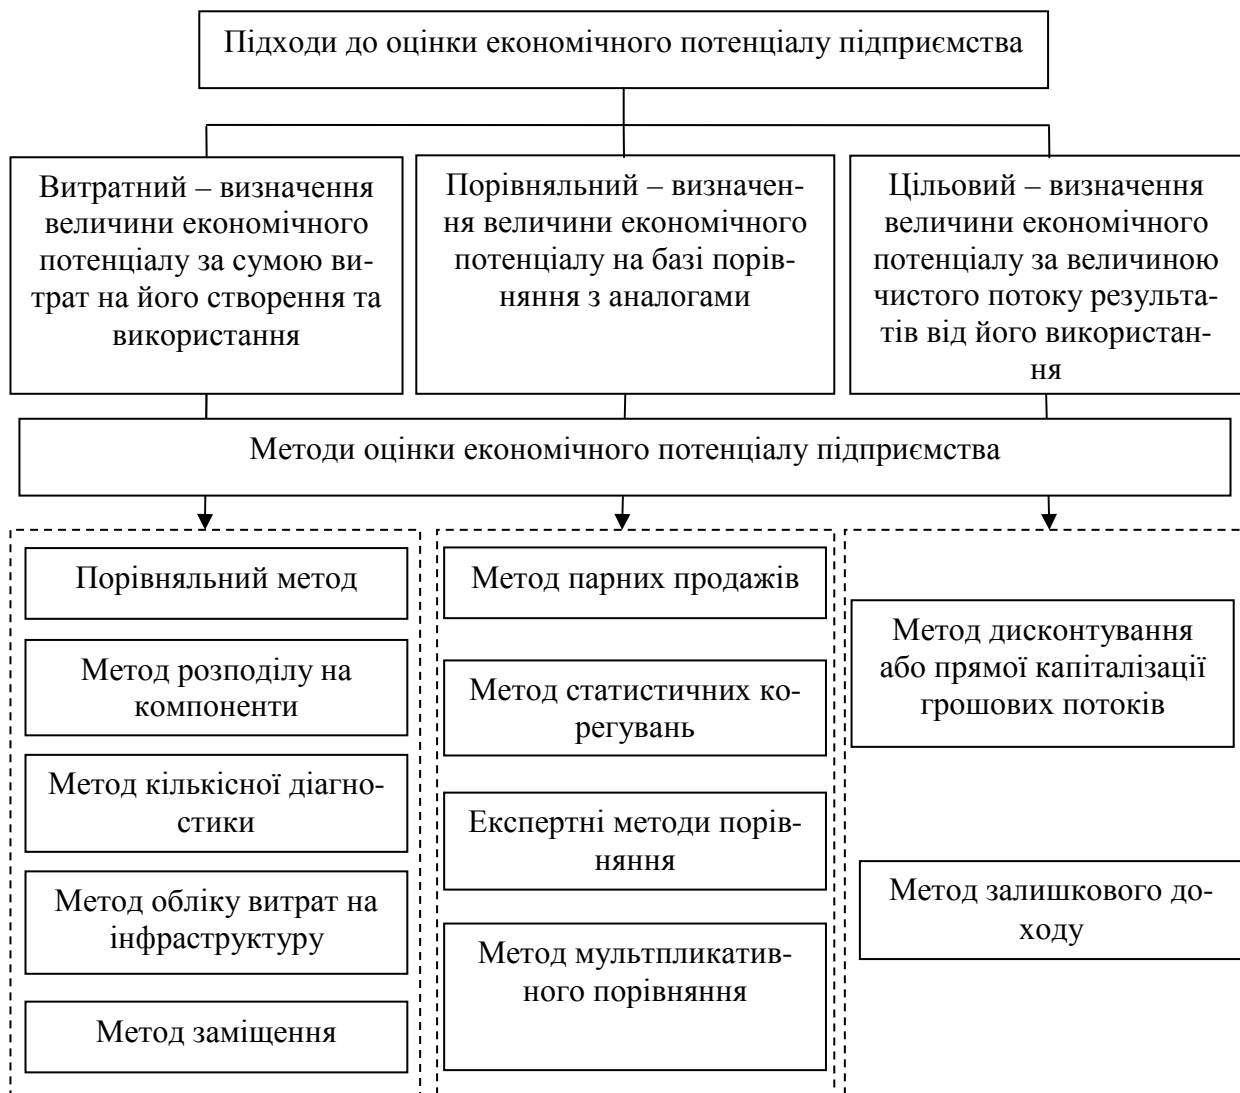 Підходи до оцінки економічного потенціалу підприємства
Витратний – визначення
величини економічного
потенціалу за сумою ви-
трат на його створення та
використання
Порівняльний – визначен-
ня величини економічного
потенціалу на базі порів-
няння з аналогами
Цільовий – визначення
величини економічного
потенціалу за величиною
чистого потоку результа-
тів від його використан-
ня
Методи оцінки економічного потенціалу підприємства
Порівняльний метод
Метод розподілу на
компоненти
Метод кількісної діагно-
стики
Метод обліку витрат на
інфраструктуру
Метод заміщення
Метод парних продажів
Метод статистичних ко-
регувань
Експертні методи порів-
няння
Метод мультпликатив-
ного порівняння
Метод дисконтування
або прямої капіталізації
грошових потоків
Метод залишкового до-
ходу